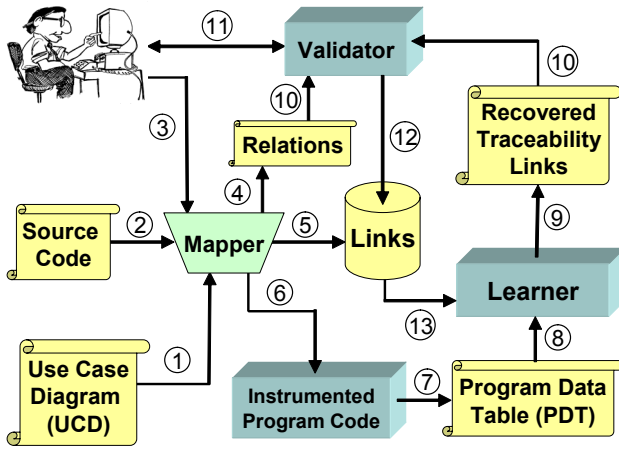 11
Validator
10
10
Recovered
Traceability
Links
3
Relations
12
4
2
Source
Code
Mapper
5
Links
9
6
Learner
13
1
8
Use Case
Diagram
(UCD)
7
Instrumented
Program Code
Program Data
Table (PDT)